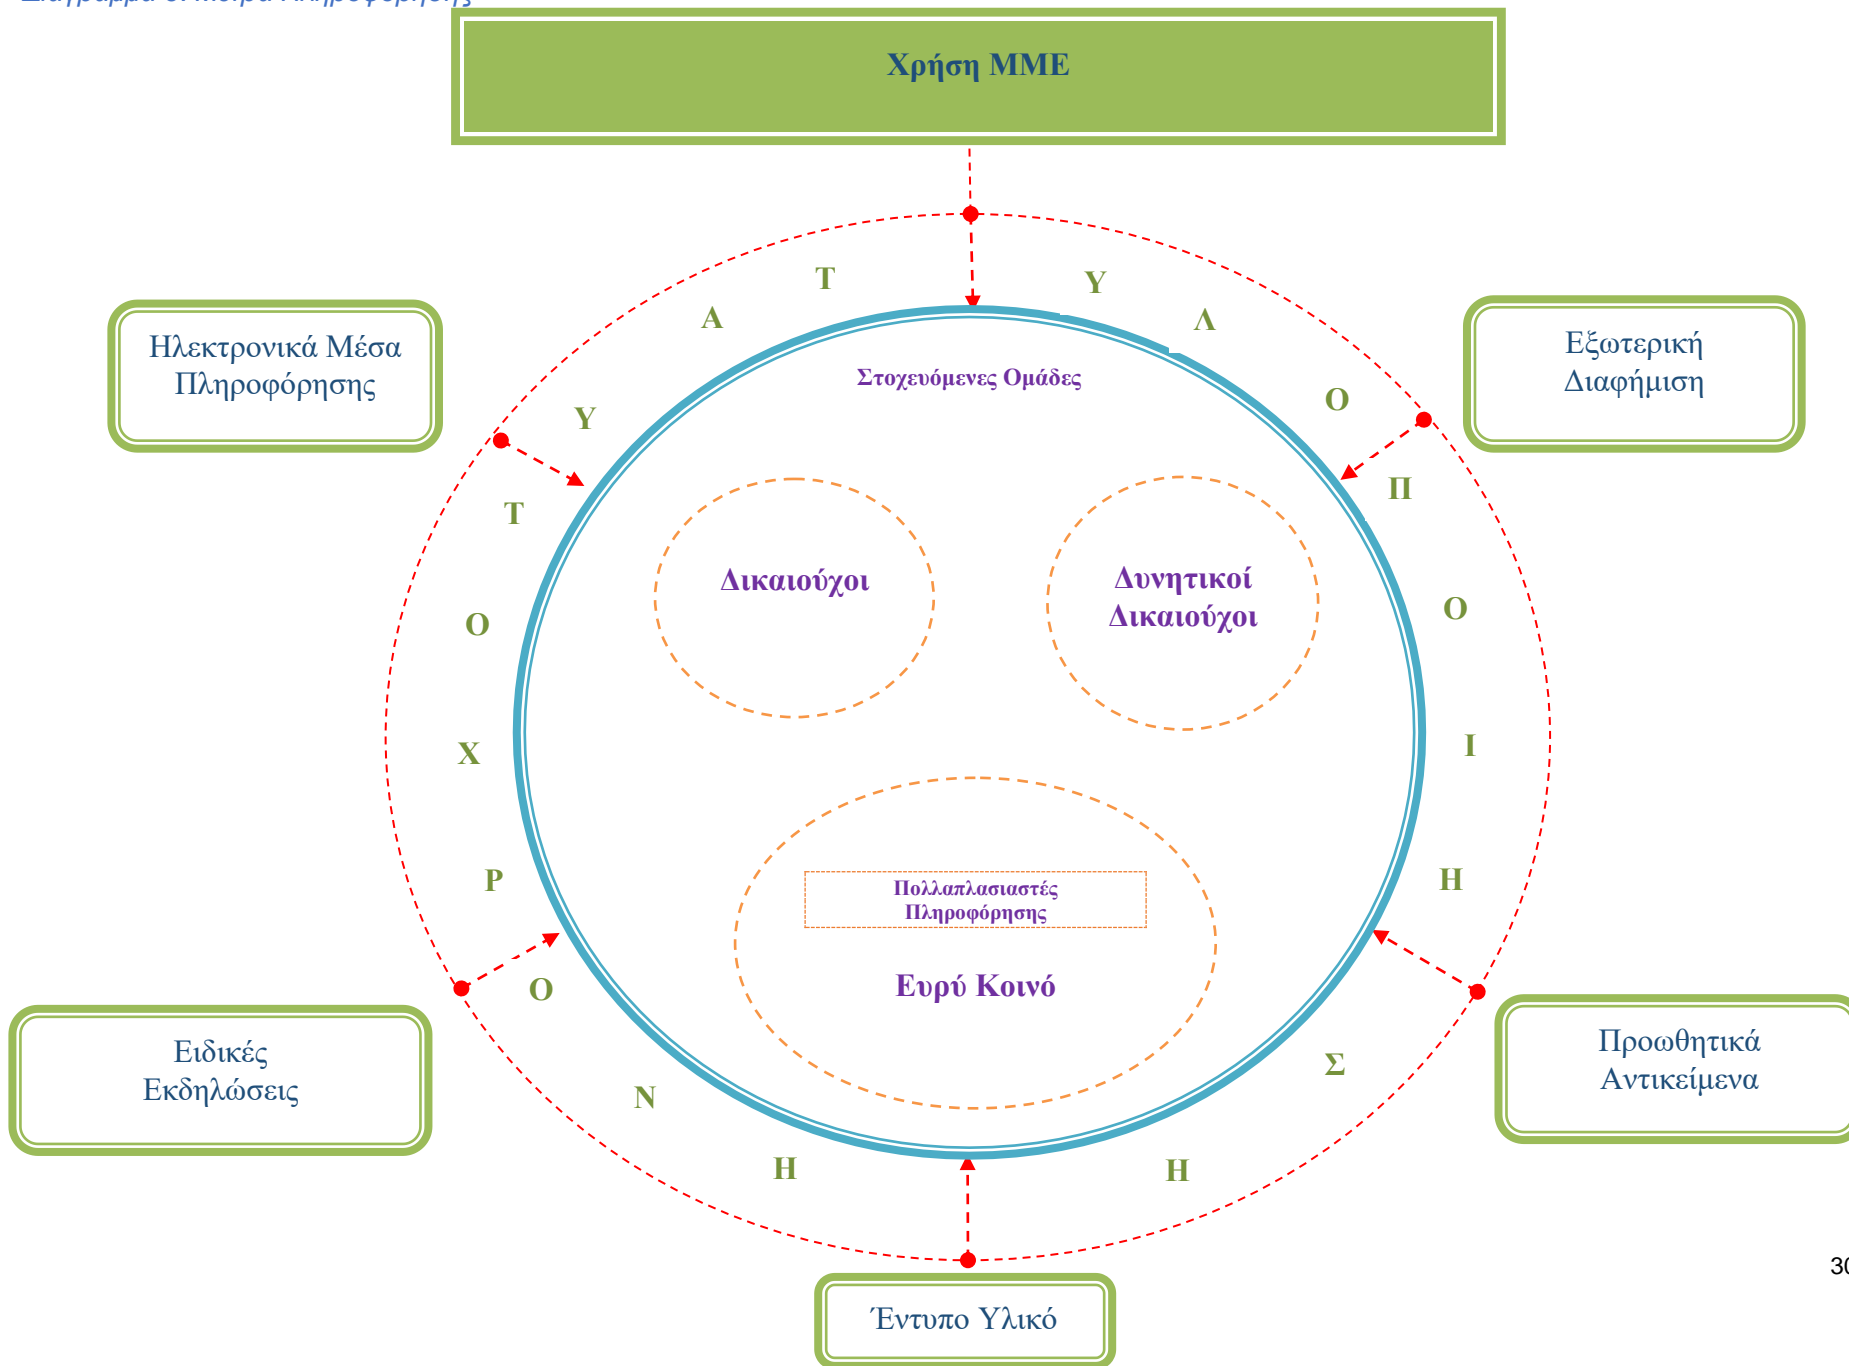 Χρήση ΜΜΕ
Ηλεκτρονικά Μέσα
Πληροφόρησης
Εξωτερική
Διαφήμιση
Τ Α Υ Τ Ο Χ Ρ Ο Ν Η
Υ Λ Ο Π Ο Ι Η Σ Η
Στοχευόμενες Ομάδες
Δικαιούχοι
Δυνητικοί
Δικαιούχοι
Πολλαπλασιαστές
Πληροφόρησης
Ευρύ Κοινό
Ειδικές
Εκδηλώσεις
Προωθητικά
Αντικείμενα
Έντυπο Υλικό
30